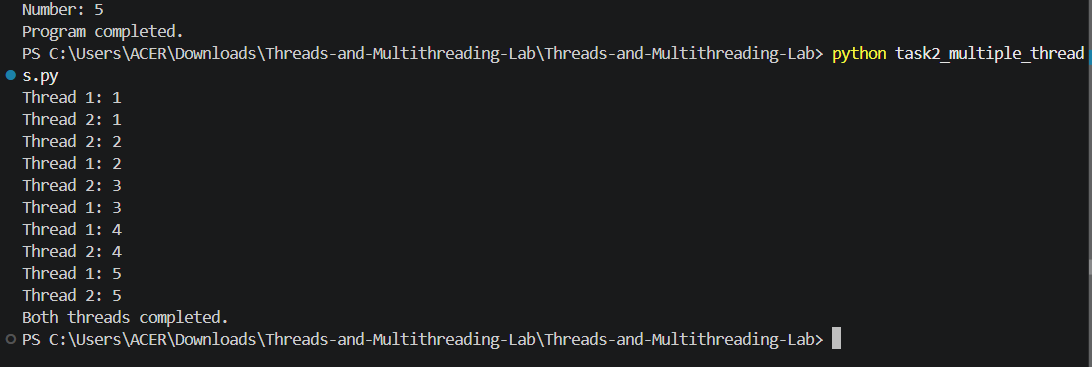 Number: 5
Program completed.
PS C:\Users\ACER\Downloads\Threads-and-Multithreading-Lab\Threads-and-Multithreading-Lab> python task2_multiple_thread
s.py
Thread 1: 1
Thread 2: 1
Thread 2: 2
Thread 1: 2
Thread 2: 3
Thread 1: 3
Thread 1: 4
Thread 2: 4
Thread 1: 5
Thread 2: 5
Both threads completed.
PS C:\Users\ACER\Downloads\Threads-and-Multithreading-Lab\Threads-and-Multithreading-Lab>